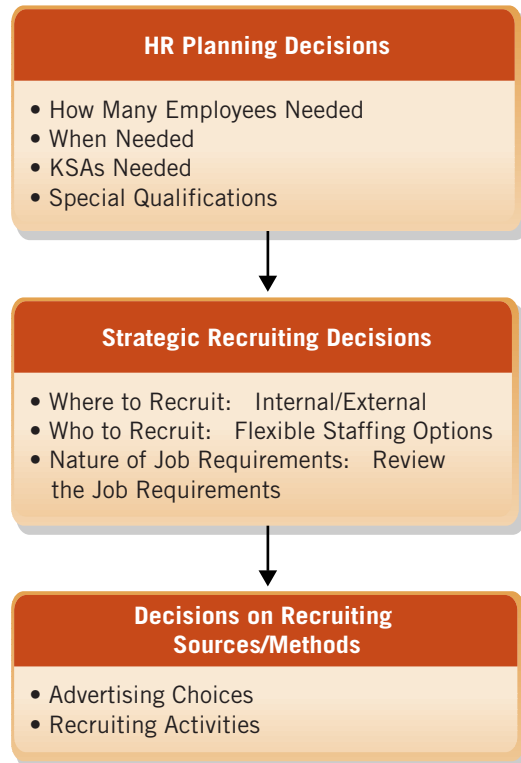 HR Planning Decisions
• How Many Employees Needed
• When Needed
• KSAs Needed
• Special Qualifications
Strategic Recruiting Decisions
• Where to Recruit: Internal/External
• Who to Recruit: Flexible Staffing Options
• Nature of Job Requirements: Review
the Job Requirements
Decisions on Recruiting
Sources/Methods
• Advertising Choices
• Recruiting Activities